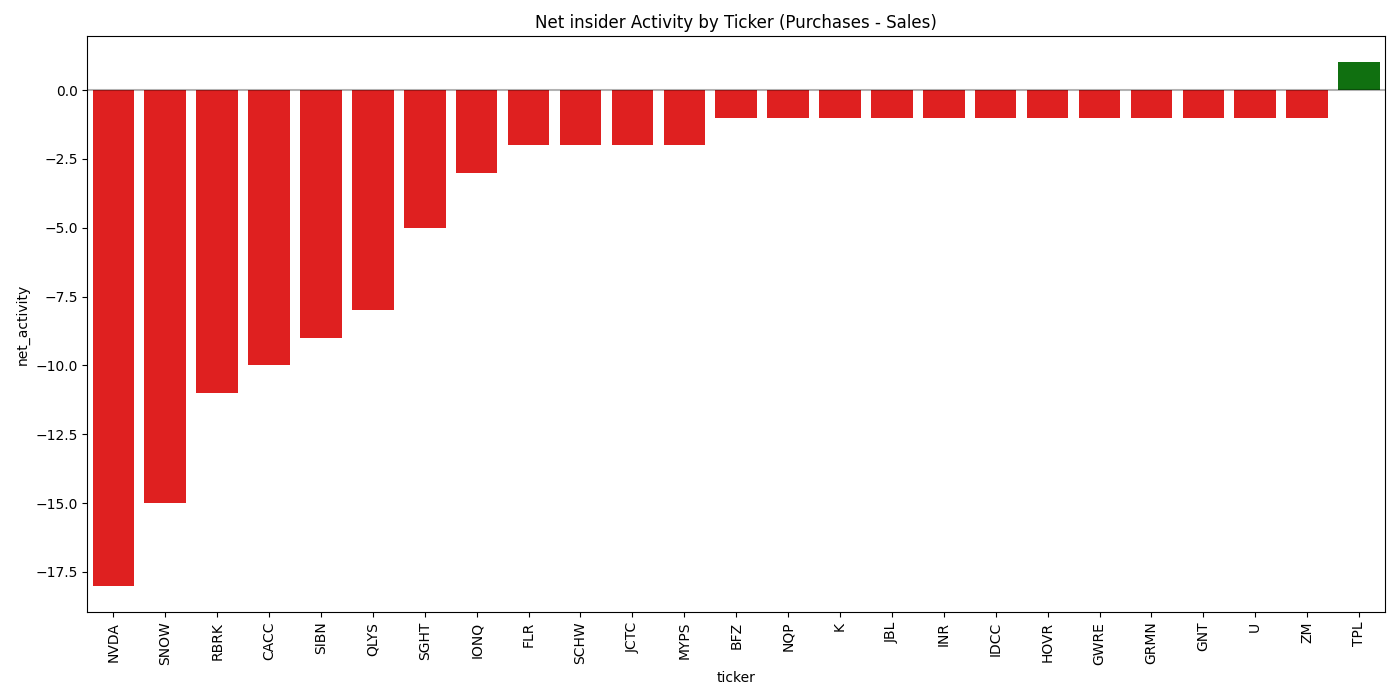 Net insider Activity by Ticker (Purchases - Sales)
net_activity
0.0
−2.5
−5.0
−7.5
−10.0
−12.5
−15.0
−17.5
NVDA
SNOW
RBRK
CACC
SIBN
QLYS
SGHT
IONQ
FLR
SCHW
JCTC
MYPS
BFZ
NQP
K
JBL
INR
IDCC
HOVR
GWRE
GRMN
GNT
U
ZM
TPL
ticker